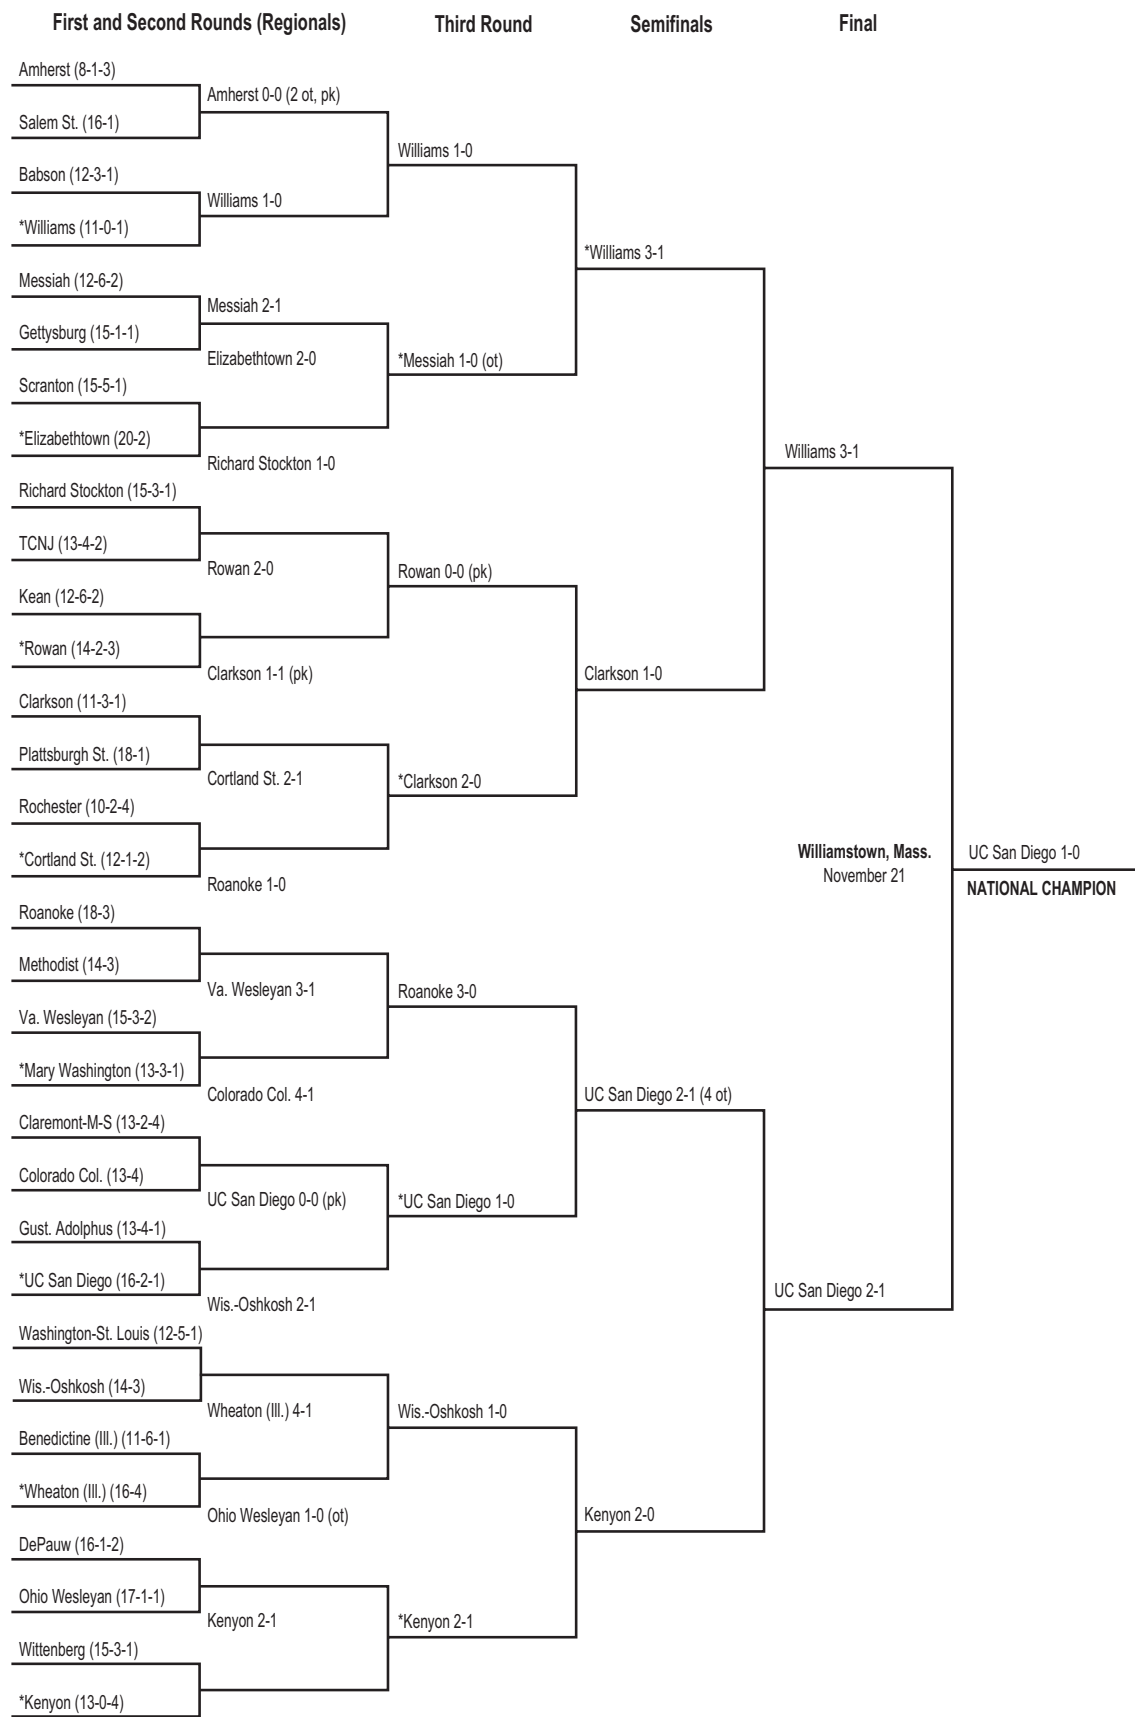 First and Second Rounds (Regionals)
Third Round
Semifinals
Final
Amherst (8-1-3)
Salem St. (16-1)
Babson (12-3-1)
*Williams (11-0-1)
Messiah (12-6-2)
Gettysburg (15-1-1)
Scranton (15-5-1)
*Elizabethtown (20-2)
Richard Stockton (15-3-1)
TCNJ (13-4-2)
Kean (12-6-2)
*Rowan (14-2-3)
Clarkson (11-3-1)
Plattsburgh St. (18-1)
Rochester (10-2-4)
*Cortland St. (12-1-2)
Roanoke (18-3)
Methodist (14-3)
Va. Wesleyan (15-3-2)
*Mary Washington (13-3-1)
Claremont-M-S (13-2-4)
Colorado Col. (13-4)
Gust. Adolphus (13-4-1)
*UC San Diego (16-2-1)
Washington-St. Louis (12-5-1)
Wis.-Oshkosh (14-3)
Benedictine (Ill.) (11-6-1)
*Wheaton (Ill.) (16-4)
DePauw (16-1-2)
Ohio Wesleyan (17-1-1)
Wittenberg (15-3-1)
*Kenyon (13-0-4)
Amherst 0-0 (2 ot, pk)
Williams 1-0
Messiah 2-1
Elizabethtown 2-0
Richard Stockton 1-0
Rowan 2-0
Clarkson 1-1 (pk)
Cortland St. 2-1
Roanoke 1-0
Va. Wesleyan 3-1
Colorado Col. 4-1
UC San Diego 0-0 (pk)
Wis.-Oshkosh 2-1
Wheaton (Ill.) 4-1
Ohio Wesleyan 1-0 (ot)
Kenyon 2-1
Williams 1-0
*Messiah 1-0 (ot)
Rowan 0-0 (pk)
*Clarkson 2-0
Roanoke 3-0
*UC San Diego 1-0
Wis.-Oshkosh 1-0
*Kenyon 2-1
*Williams 3-1
Clarkson 1-0
UC San Diego 2-1 (4 ot)
Kenyon 2-0
Williams 3-1
UC San Diego 2-1
Williamstown, Mass.
November 21
UC San Diego 1-0
NATIONAL CHAMPION